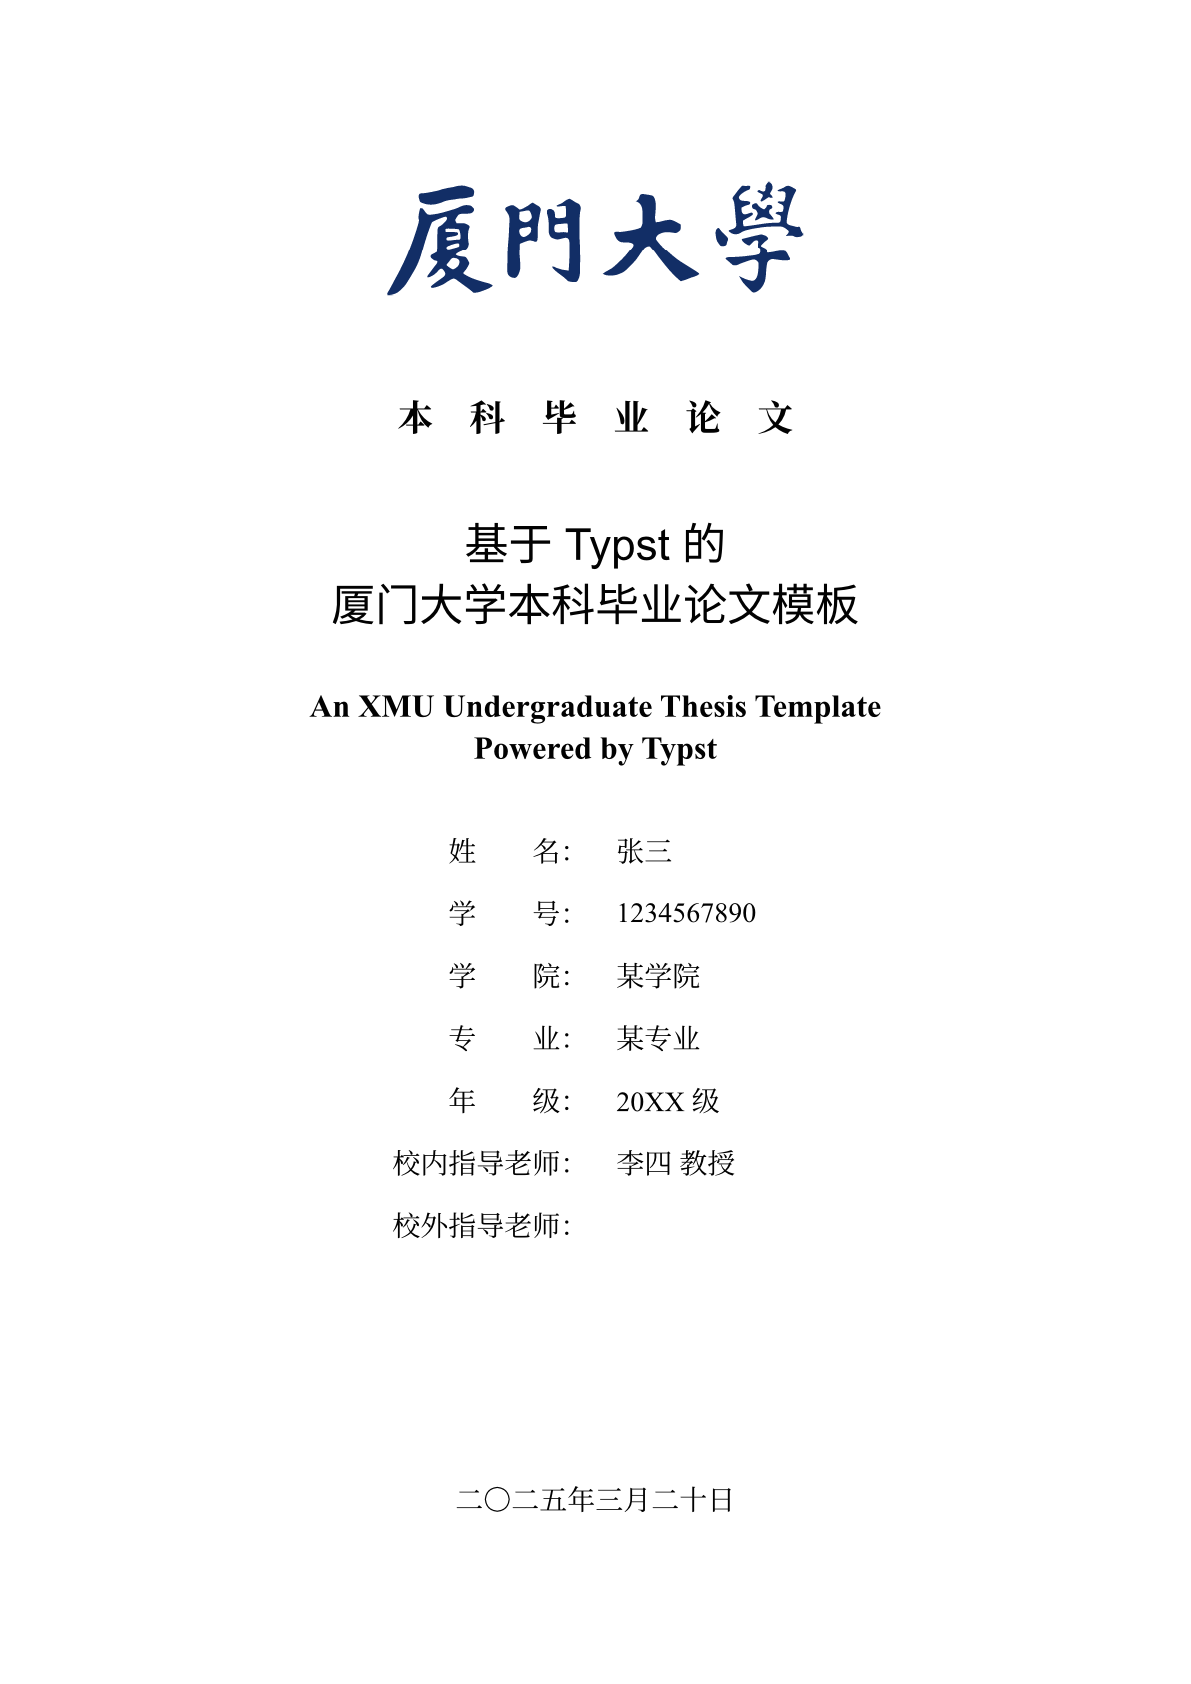 厦門大學
本科毕业论文
基于 Typst 的
厦门大学本科毕业论文模板
An XMU Undergraduate Thesis Template
Powered by Typst
姓 名： 张三
学 号： 1234567890
学 院： 某学院
专 业： 某专业
年 级： 20XX 级
校内指导老师： 李四 教授
校外指导老师：
二〇二五年三月二十日